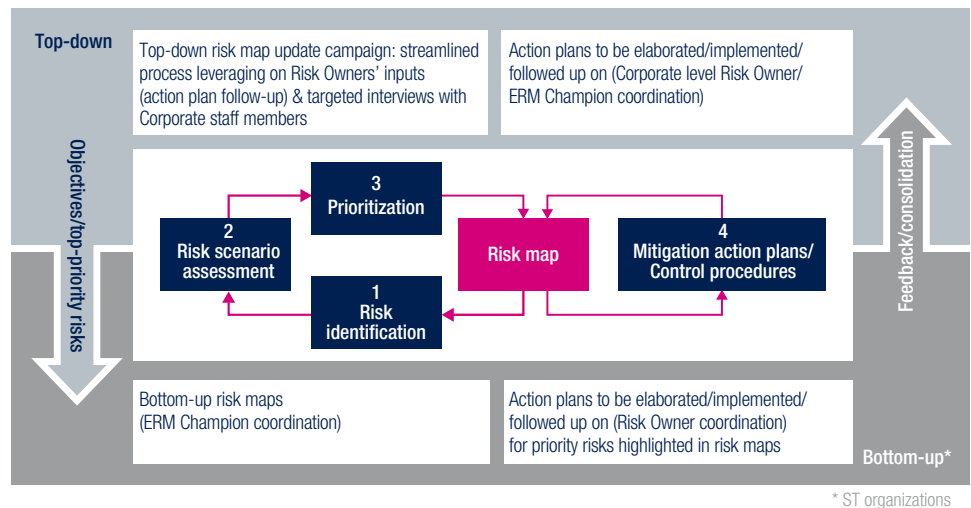 Top-down
Top-down risk map update campaign: streamlined
process leveraging on Risk Owners' inputs
(action plan follow-up) & targeted interviews with
Corporate staff members
Action plans to be elaborated/implemented/
followed up on (Corporate level Risk Owner/
ERM Champion coordination)
Objectives/top-priority risks
3
Prioritization
2
Risk scenario
assessment
Risk map
4
Mitigation action plans/
Control procedures
1
Risk
identification
Feedback/consolidation
Bottom-up risk maps
(ERM Champion coordination)
Action plans to be elaborated/implemented/
followed up on (Risk Owner coordination)
for priority risks highlighted in risk maps
Bottom-up*
* ST organizations